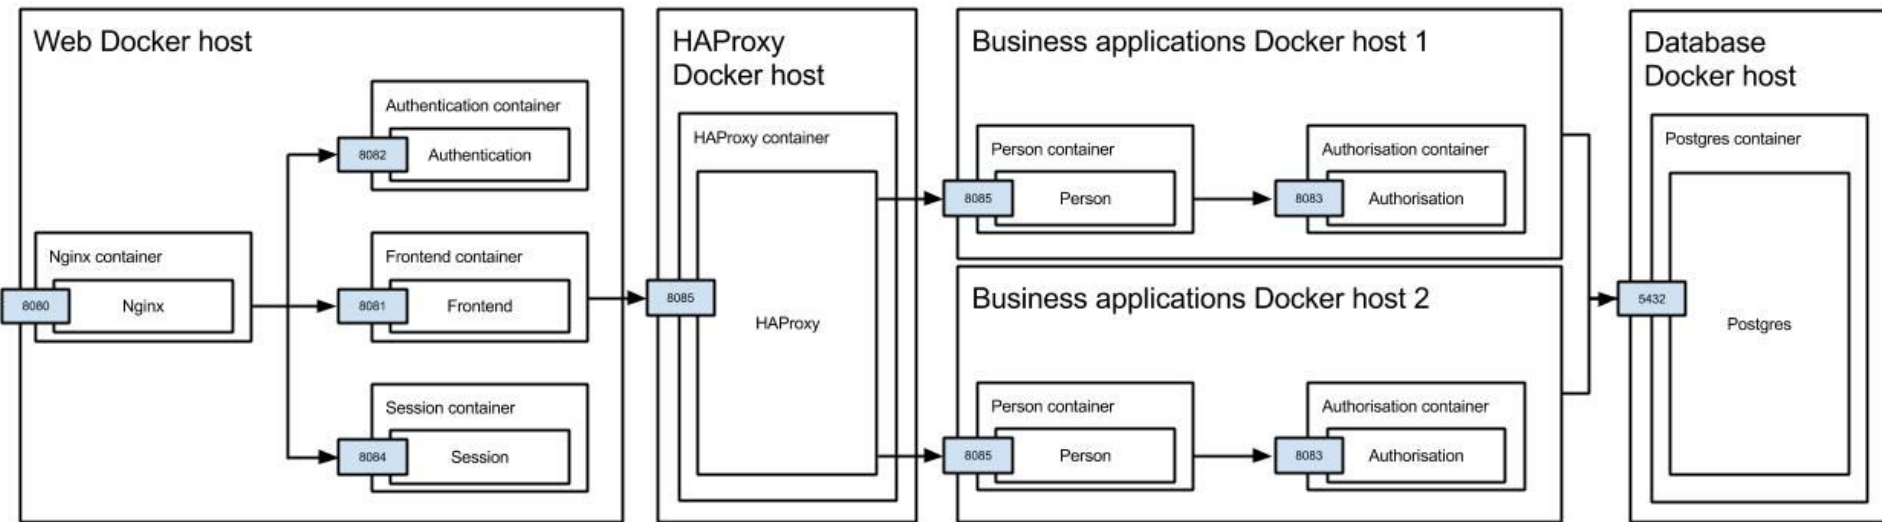 Web Docker host
Authentication container
8082
Authentication
Nginx container
8080
Nginx
Frontend container
8081
Frontend
Session container
8084
Session
HAProxy
Docker host
HAProxy container
8085
HAProxy
Business applications Docker host 1
Person container
8085
Person
Authorisation container
8083
Authorisation
Business applications Docker host 2
Person container
8085
Person
Authorisation container
8083
Authorisation
Database
Docker host
Postgres container
5432
Postgres